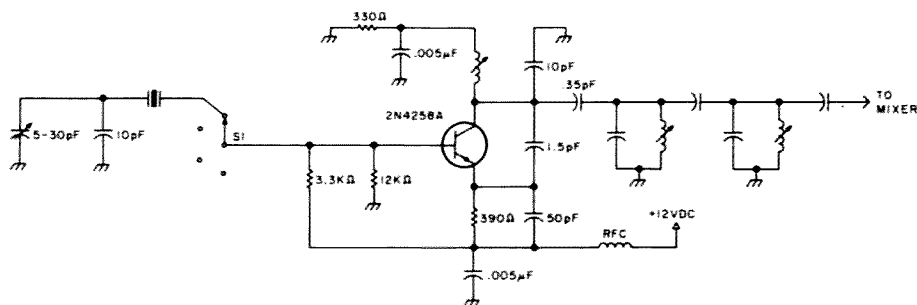 330Ω
.005µF
10pF
.35pF
TO
MIXER
2N4258A
5-30pF
10pF
S1
1.5pF
3.3KΩ
12KΩ
390Ω
50pF
+12VDC
RFC
.005µF